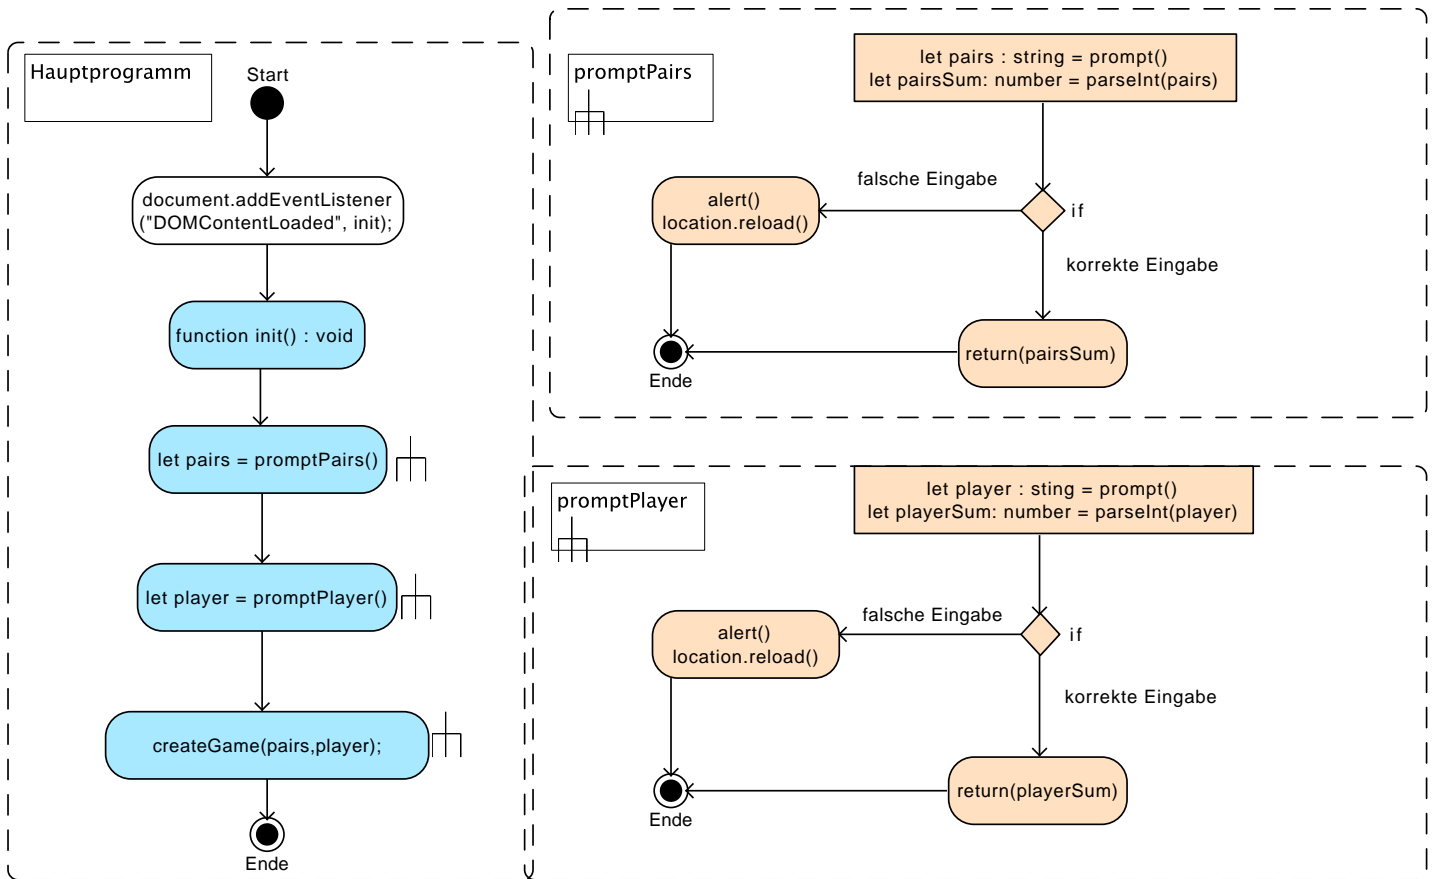 Hauptprogramm
Start
document.addEventListener
("DOMContentLoaded", init);
function init() : void
let pairs = promptPairs()
let player = promptPlayer()
createGame(pairs,player);
Ende
promptPairs
let pairs : string = prompt()
let pairsSum: number = parseInt(pairs)
falsche Eingabe
if
alert()
location.reload()
korrekte Eingabe
return(pairsSum)
Ende
promptPlayer
let player : sting = prompt()
let playerSum: number = parseInt(player)
falsche Eingabe
if
alert()
location.reload()
korrekte Eingabe
return(playerSum)
Ende